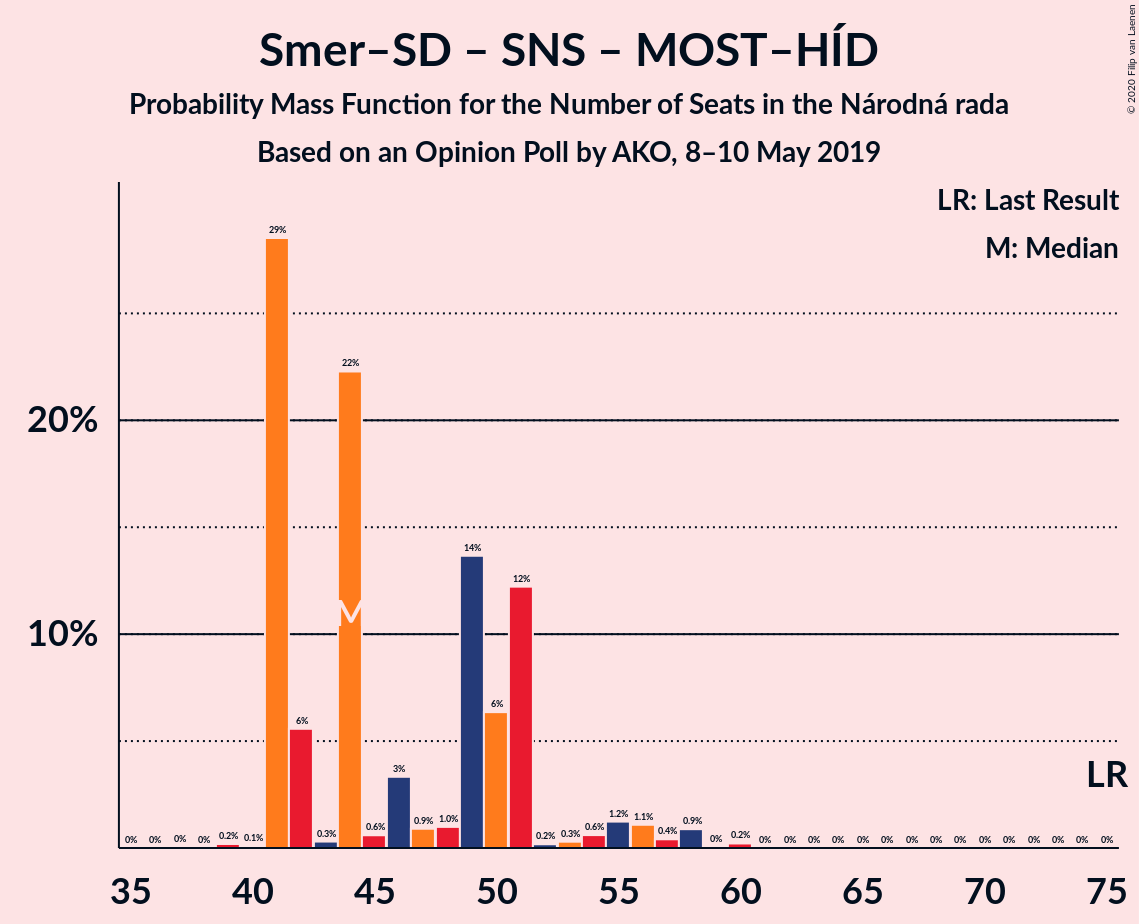 Smer–SD – SNS – MOST–HÍD
Probability Mass Function for the Number of Seats in the Národná rada
Based on an Opinion Poll by AKO, 8–10 May 2019
© 2020 Filip van Laenen
LR: Last Result
M: Median
20%
10%
0% 0% 0% 0% 0.2% 0.1% 29% 6% 0.3% 22% 0.6% 3% 0.9% 1.0% 14% 6% 12% 0.2% 0.3% 0.6% 1.2% 1.1% 0.4% 0.9% 0% 0.2% 0% 0% 0% 0% 0% 0% 0% 0% 0% 0% 0% 0% 0% 0% 0%
M
LR
35 40 45 50 55 60 65 70 75